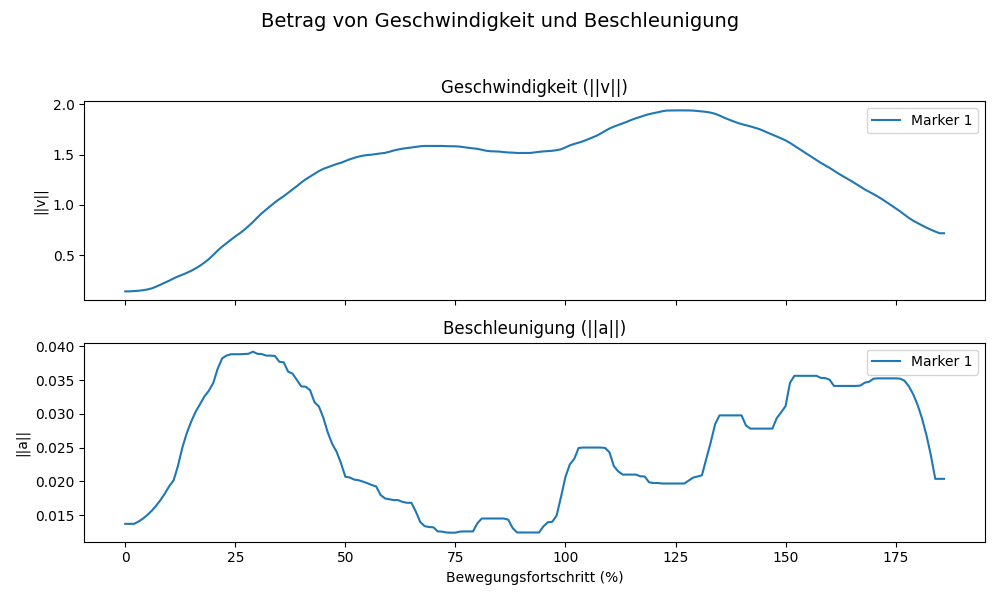 Betrag von Geschwindigkeit und Beschleunigung
Geschwindigkeit (||v||)
2.0
1.5
1.0
0.5
||v||
Marker 1
Beschleunigung (||a||)
0.040
0.035
0.030
0.025
0.020
0.015
||a||
Marker 1
0 25 50 75 100 125 150 175
Bewegungsfortschritt (%)